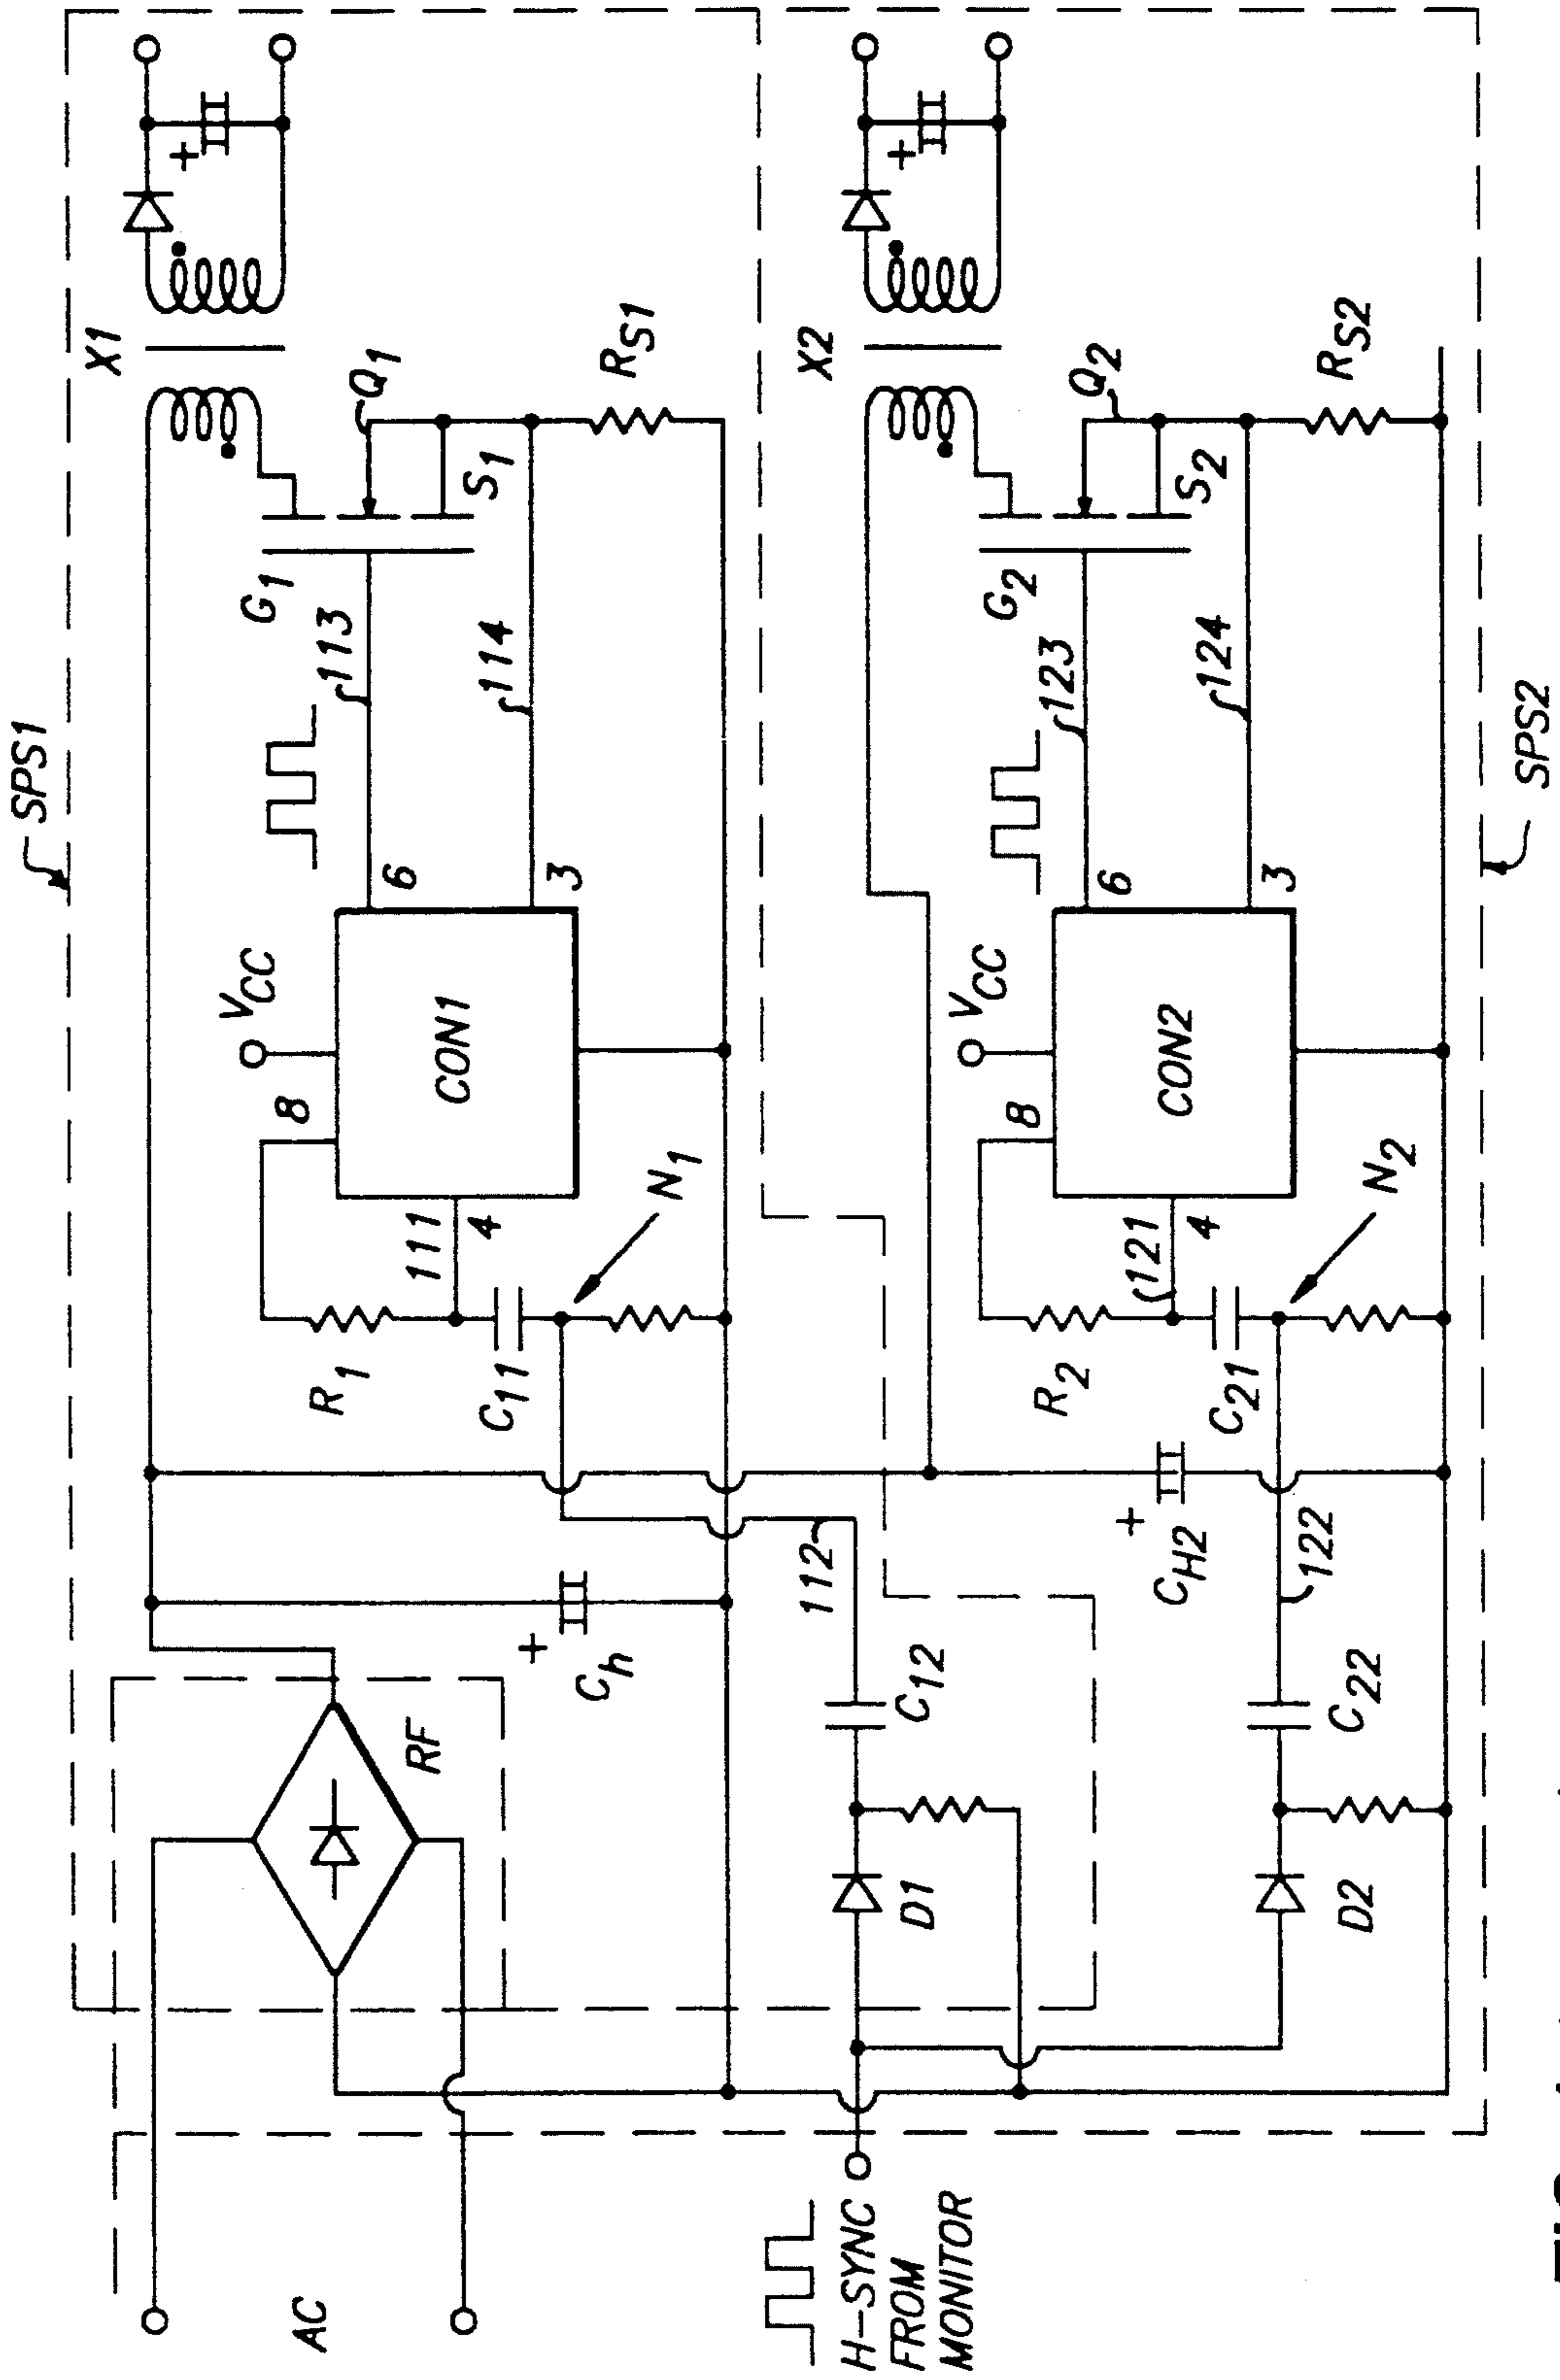 SPS1
X1
Q1
RS1
G1
S1
113
114
6
3
VCC
8
CON1
N1
111
4
R1
C11
Ch
RF
112
C12
D1
X2
Q2
RS2
G2
S2
123
124
6
3
VCC
8
CON2
N2
121
4
R2
C21
CH2
122
C22
D2
SPS2
AC
H-SYNC
FROM
MONITOR
+
+
+
+